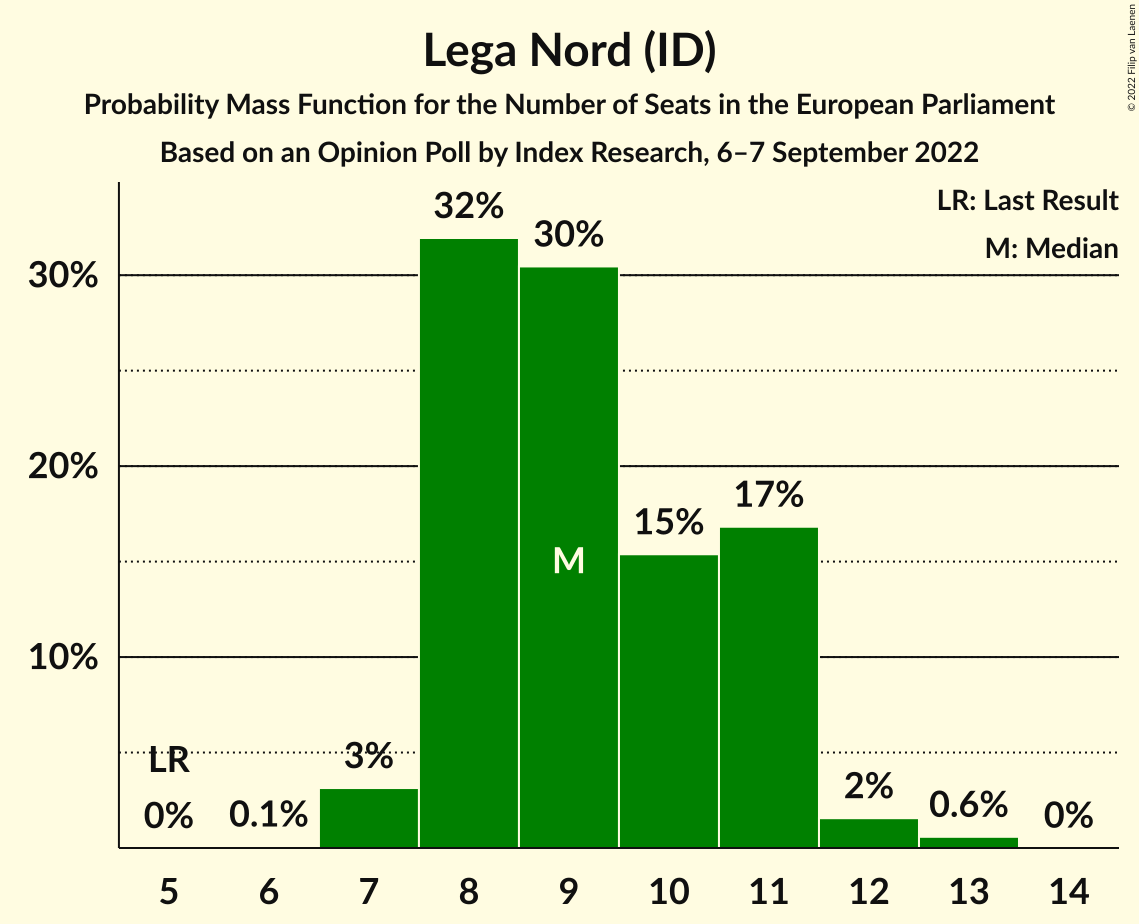 Lega Nord (ID)
Probability Mass Function for the Number of Seats in the European Parliament
Based on an Opinion Poll by Index Research, 6–7 September 2022
© 2022 Filip van Laenen
LR: Last Result
M: Median
32%
30%
30%
20%
17%
15%
M
10%
LR
3%
2%
0%
0.1%
0.6%
0%
5 6 7 8 9 10 11 12 13 14